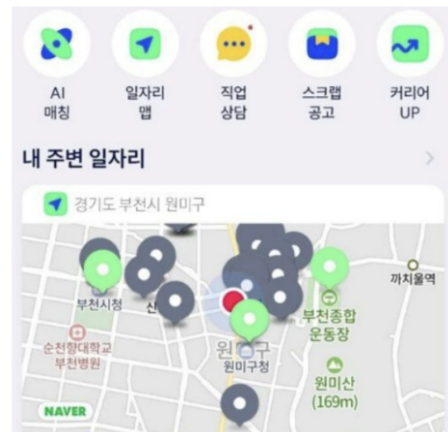 AI
매칭
일자리
맵
직업
상담
스크랩
공고
커리어
UP
내 주변 일자리
경기도 부천시 원미구
까치울역
부천시청
부천종합
운동장
순천향대학교
부천병원
원미구청
원미산
(169m)
NAVER